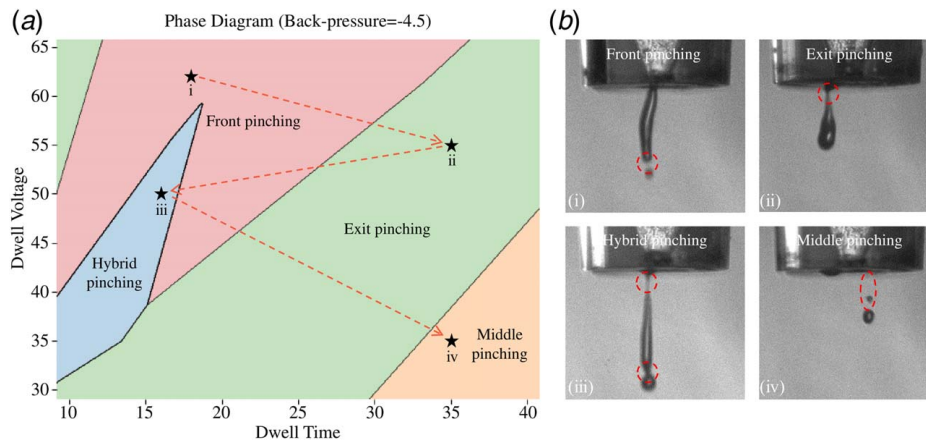 (a)
Phase Diagram (Back-pressure=-4.5)
65
60
55
50
45
40
35
30
Dwell Voltage
i
Front pinching
ii
iii
Exit pinching
Hybrid
pinching
Middle
pinching
iv
10
15
20
25
30
35
40
Dwell Time
(b)
Front pinching
(i)
Exit pinching
(ii)
Hybrid pinching
(iii)
Middle pinching
(iv)